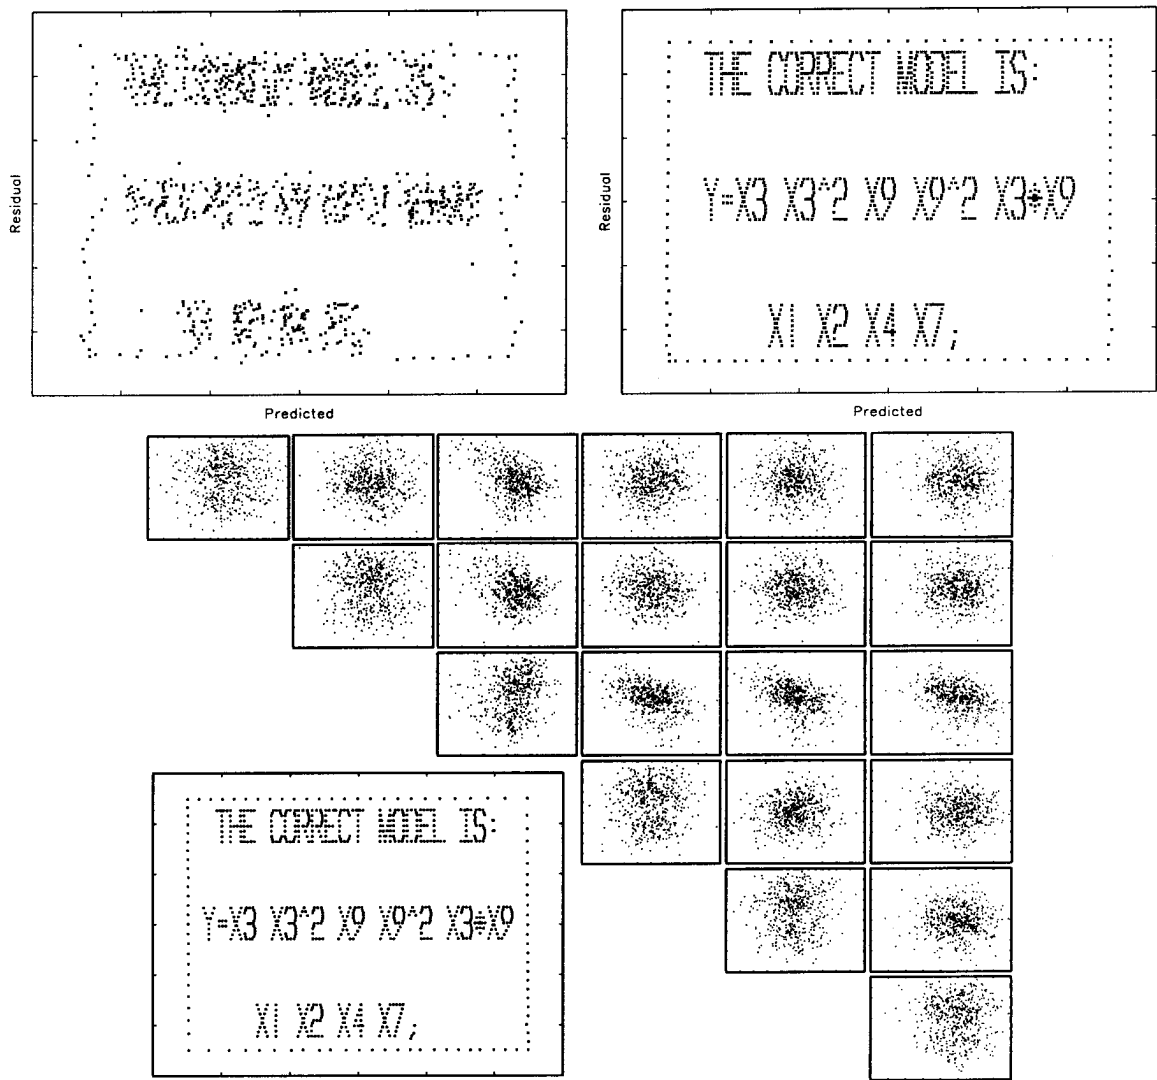 Residual
Predicted
Residual
THE CORRECT MODEL IS:
Y=X3 X3^2 X9 X9^2 X3*X9
X1 X2 X4 X7;
Predicted
THE CORRECT MODEL IS:
Y=X3 X3^2 X9 X9^2 X3*X9
X1 X2 X4 X7;